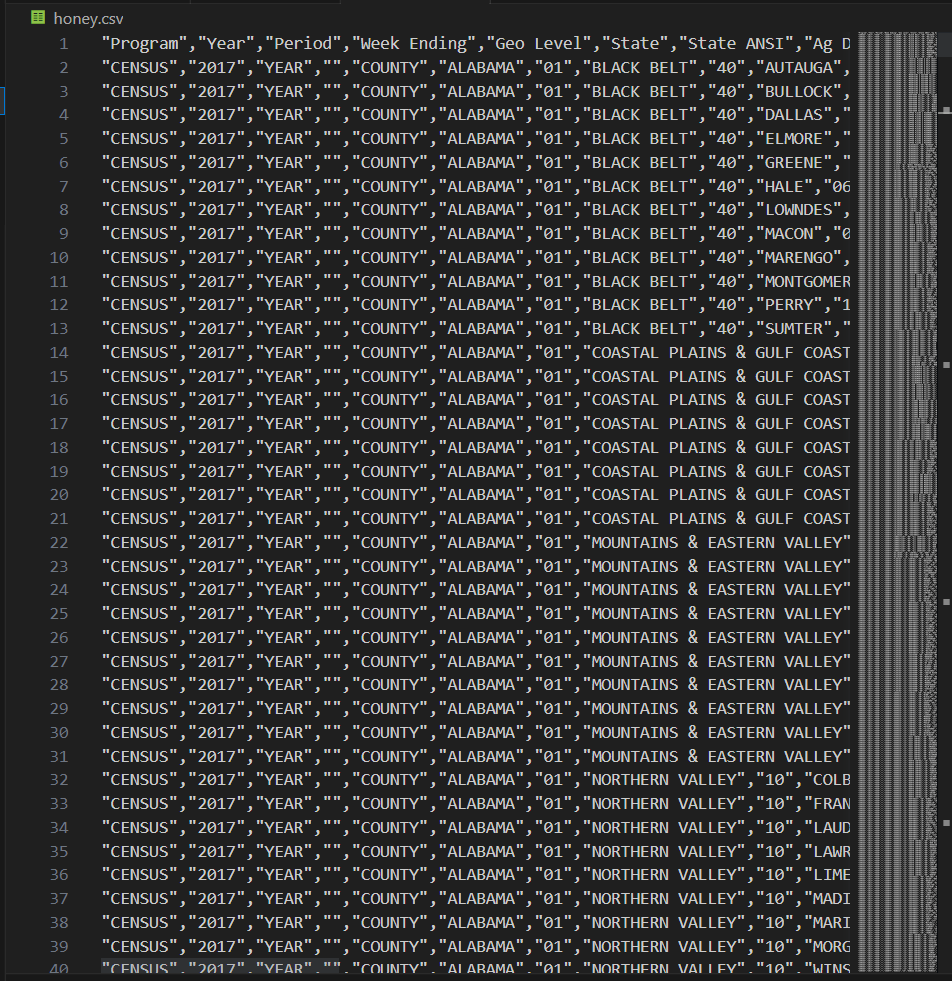 honey.csv
1 "Program","Year","Period","Week Ending","Geo Level","State","State ANSI","Ag D
2 "CENSUS","2017","YEAR","","COUNTY","ALABAMA","01","BLACK BELT","40","AUTAUGA",
3 "CENSUS","2017","YEAR","","COUNTY","ALABAMA","01","BLACK BELT","40","BULLOCK",
4 "CENSUS","2017","YEAR","","COUNTY","ALABAMA","01","BLACK BELT","40","DALLAS","
5 "CENSUS","2017","YEAR","","COUNTY","ALABAMA","01","BLACK BELT","40","ELMORE","
6 "CENSUS","2017","YEAR","","COUNTY","ALABAMA","01","BLACK BELT","40","GREENE","
7 "CENSUS","2017","YEAR","","COUNTY","ALABAMA","01","BLACK BELT","40","HALE","06
8 "CENSUS","2017","YEAR","","COUNTY","ALABAMA","01","BLACK BELT","40","LOWNDES",
9 "CENSUS","2017","YEAR","","COUNTY","ALABAMA","01","BLACK BELT","40","MACON","0
10 "CENSUS","2017","YEAR","","COUNTY","ALABAMA","01","BLACK BELT","40","MARENGO",
11 "CENSUS","2017","YEAR","","COUNTY","ALABAMA","01","BLACK BELT","40","MONTGOMER
12 "CENSUS","2017","YEAR","","COUNTY","ALABAMA","01","BLACK BELT","40","PERRY","1
13 "CENSUS","2017","YEAR","","COUNTY","ALABAMA","01","BLACK BELT","40","SUMTER","
14 "CENSUS","2017","YEAR","","COUNTY","ALABAMA","01","COASTAL PLAINS & GULF COAST
15 "CENSUS","2017","YEAR","","COUNTY","ALABAMA","01","COASTAL PLAINS & GULF COAST
16 "CENSUS","2017","YEAR","","COUNTY","ALABAMA","01","COASTAL PLAINS & GULF COAST
17 "CENSUS","2017","YEAR","","COUNTY","ALABAMA","01","COASTAL PLAINS & GULF COAST
18 "CENSUS","2017","YEAR","","COUNTY","ALABAMA","01","COASTAL PLAINS & GULF COAST
19 "CENSUS","2017","YEAR","","COUNTY","ALABAMA","01","COASTAL PLAINS & GULF COAST
20 "CENSUS","2017","YEAR","","COUNTY","ALABAMA","01","COASTAL PLAINS & GULF COAST
21 "CENSUS","2017","YEAR","","COUNTY","ALABAMA","01","COASTAL PLAINS & GULF COAST
22 "CENSUS","2017","YEAR","","COUNTY","ALABAMA","01","MOUNTAINS & EASTERN VALLEY"
23 "CENSUS","2017","YEAR","","COUNTY","ALABAMA","01","MOUNTAINS & EASTERN VALLEY"
24 "CENSUS","2017","YEAR","","COUNTY","ALABAMA","01","MOUNTAINS & EASTERN VALLEY"
25 "CENSUS","2017","YEAR","","COUNTY","ALABAMA","01","MOUNTAINS & EASTERN VALLEY"
26 "CENSUS","2017","YEAR","","COUNTY","ALABAMA","01","MOUNTAINS & EASTERN VALLEY"
27 "CENSUS","2017","YEAR","","COUNTY","ALABAMA","01","MOUNTAINS & EASTERN VALLEY"
28 "CENSUS","2017","YEAR","","COUNTY","ALABAMA","01","MOUNTAINS & EASTERN VALLEY"
29 "CENSUS","2017","YEAR","","COUNTY","ALABAMA","01","MOUNTAINS & EASTERN VALLEY"
30 "CENSUS","2017","YEAR","","COUNTY","ALABAMA","01","MOUNTAINS & EASTERN VALLEY"
31 "CENSUS","2017","YEAR","","COUNTY","ALABAMA","01","MOUNTAINS & EASTERN VALLEY"
32 "CENSUS","2017","YEAR","","COUNTY","ALABAMA","01","NORTHERN VALLEY","10","COLB
33 "CENSUS","2017","YEAR","","COUNTY","ALABAMA","01","NORTHERN VALLEY","10","FRAN
34 "CENSUS","2017","YEAR","","COUNTY","ALABAMA","01","NORTHERN VALLEY","10","LAUD
35 "CENSUS","2017","YEAR","","COUNTY","ALABAMA","01","NORTHERN VALLEY","10","LAWR
36 "CENSUS","2017","YEAR","","COUNTY","ALABAMA","01","NORTHERN VALLEY","10","LIME
37 "CENSUS","2017","YEAR","","COUNTY","ALABAMA","01","NORTHERN VALLEY","10","MADI
38 "CENSUS","2017","YEAR","","COUNTY","ALABAMA","01","NORTHERN VALLEY","10","MARI
39 "CENSUS","2017","YEAR","","COUNTY","ALABAMA","01","NORTHERN VALLEY","10","MORG
40 "CENSUS","2017","YEAR","","COUNTY","ALABAMA","01","NORTHERN VALLEY","10","WINS